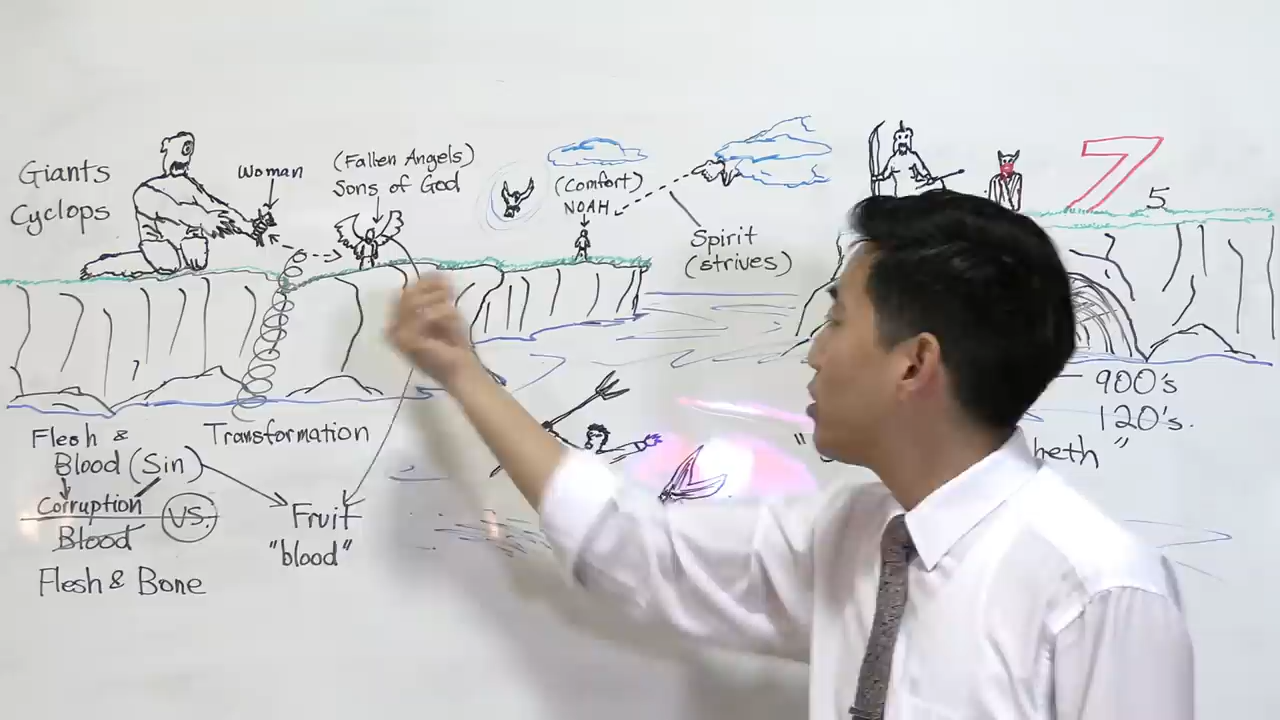 Giants
Cyclops
Woman
(Fallen Angels)
Sons of God
(Comfort)
NOAH
Spirit
(strives)
7
5
900's
120's.
heth"
Flesh &
Blood (Sin)
Corruption
Blood
VS.
Flesh & Bone
Transformation
Fruit
"blood"